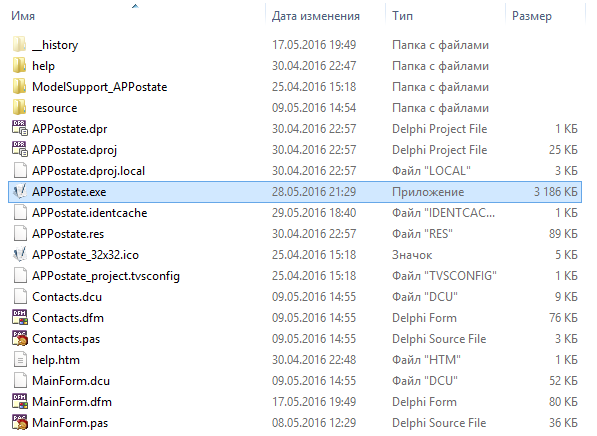 Имя Дата изменения Тип Размер
__history 17.05.2016 19:49 Папка с файлами
help 30.04.2016 22:47 Папка с файлами
ModelSupport_APPostate 25.04.2016 15:18 Папка с файлами
resource 09.05.2016 14:54 Папка с файлами
APPostate.dpr 30.04.2016 22:57 Delphi Project File 1 КБ
APPostate.dproj 30.04.2016 22:57 Delphi Project File 25 КБ
APPostate.dproj.local 30.04.2016 22:57 Файл "LOCAL" 3 КБ
APPostate.exe 28.05.2016 21:29 Приложение 3 186 КБ
APPostate.identcache 29.05.2016 18:40 Файл "IDENTCAC... 1 КБ
APPostate.res 30.04.2016 22:57 Файл "RES" 89 КБ
APPostate_32x32.ico 25.04.2016 15:18 Значок 5 КБ
APPostate_project.tvsconfig 25.04.2016 15:18 Файл "TVSCONFIG" 1 КБ
Contacts.dcu 09.05.2016 14:55 Файл "DCU" 9 КБ
Contacts.dfm 09.05.2016 14:55 Delphi Form 76 КБ
Contacts.pas 09.05.2016 14:55 Delphi Source File 3 КБ
help.htm 30.04.2016 22:48 Файл "HTM" 1 КБ
MainForm.dcu 09.05.2016 14:55 Файл "DCU" 52 КБ
MainForm.dfm 17.05.2016 19:49 Delphi Form 80 КБ
MainForm.pas 08.05.2016 12:29 Delphi Source File 36 КБ